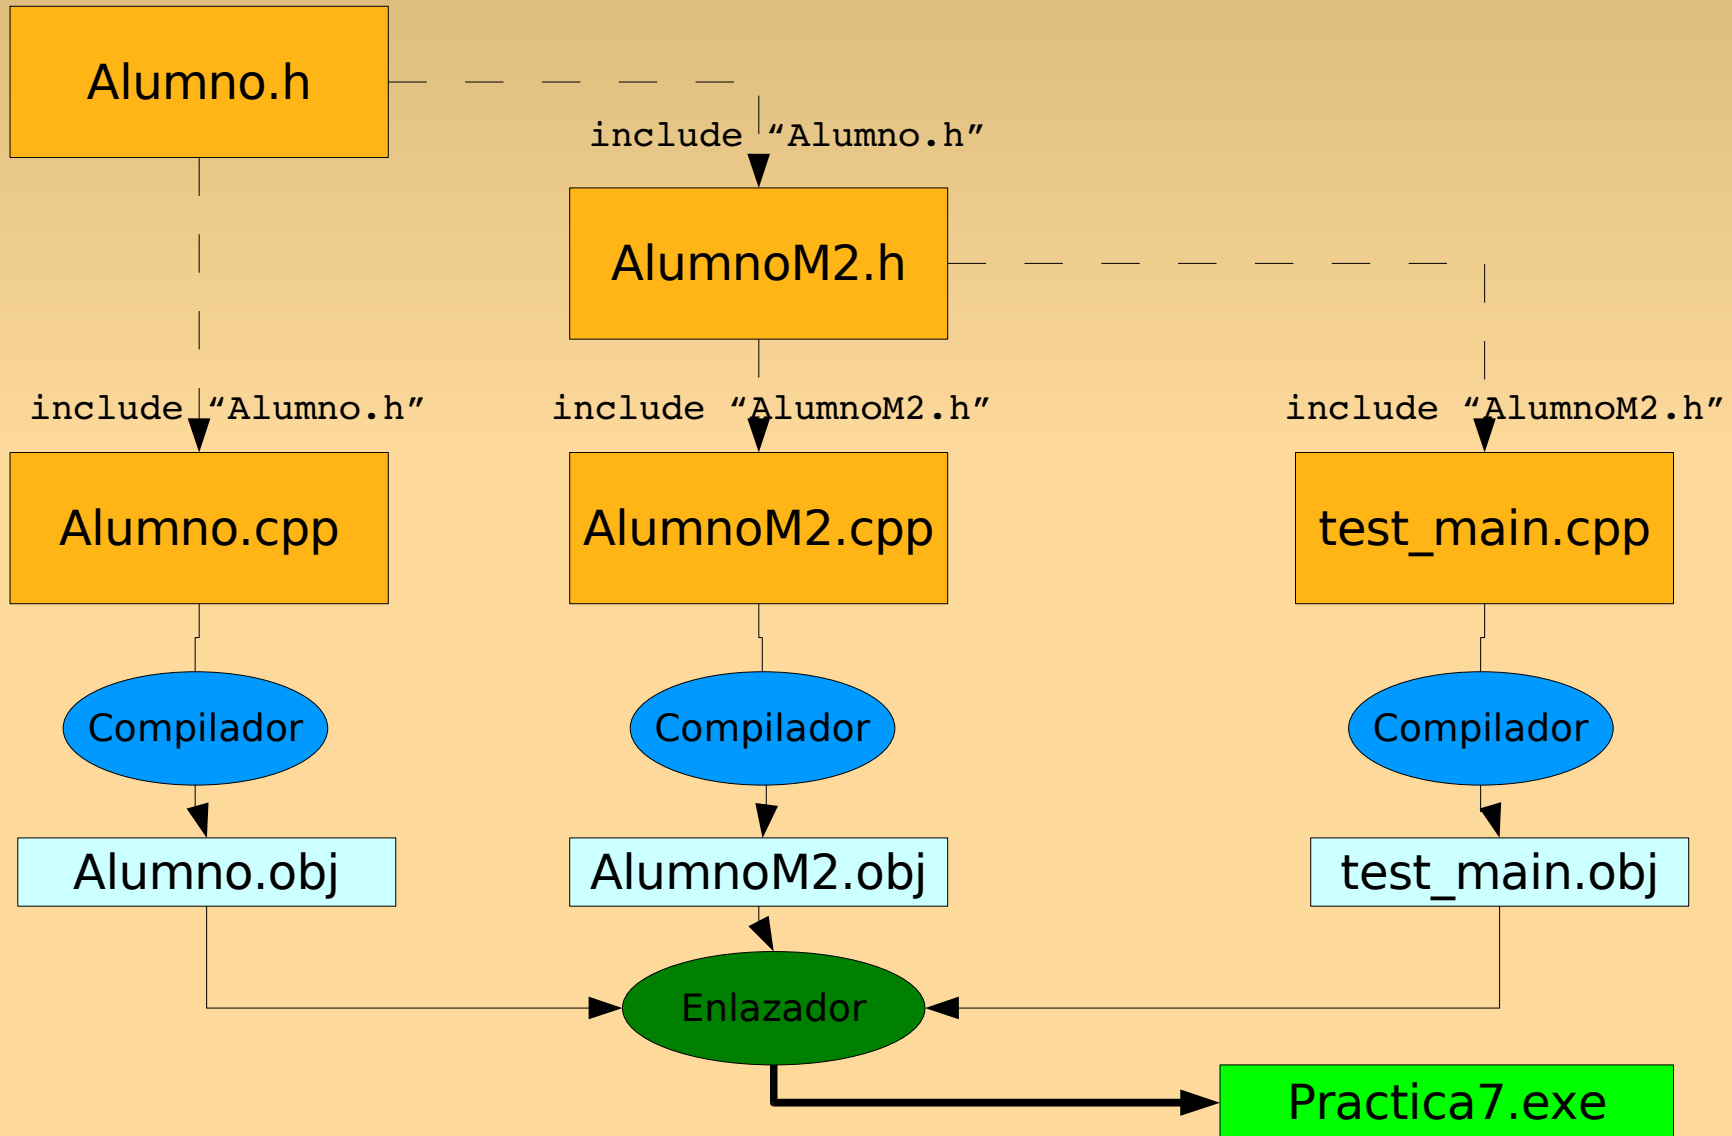 Alumno.h
include “Alumno.h”
AlumnoM2.h
include “Alumno.h”
include “AlumnoM2.h”
include “AlumnoM2.h”
Alumno.cpp
AlumnoM2.cpp
test_main.cpp
Compilador
Compilador
Compilador
Alumno.obj
AlumnoM2.obj
test_main.obj
Enlazador
Practica7.exe